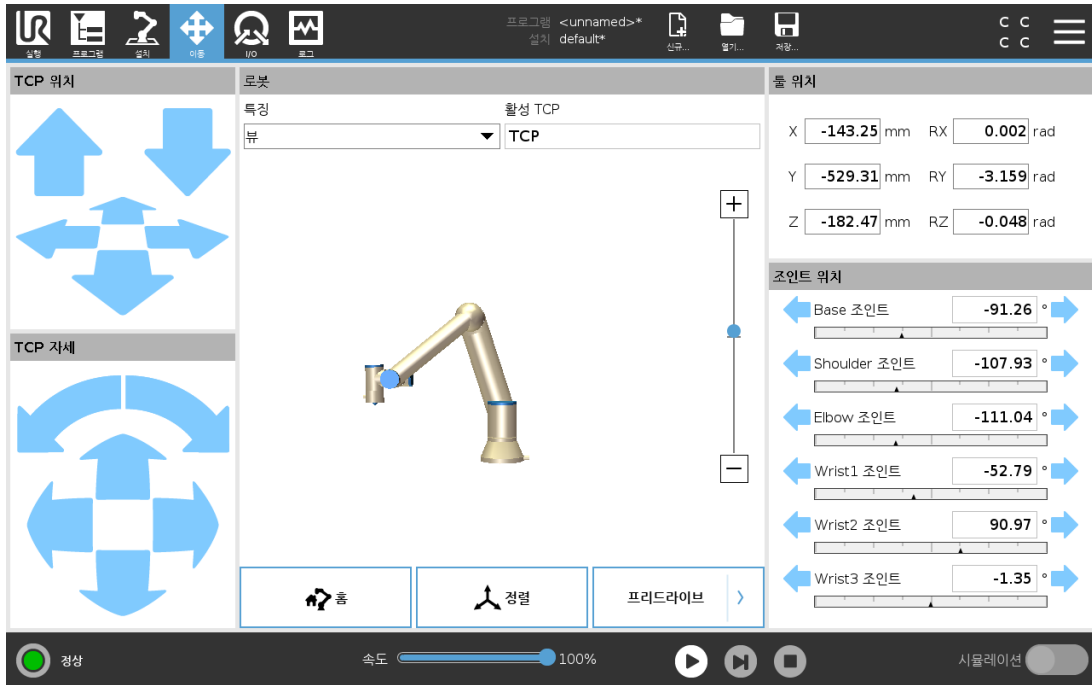 UR
실행
프로그램
설치
이동
I/O
로그
프로그램 <unnamed>*
설치 default*
신규...
열기...
저장...
C C
C C
TCP 위치
TCP 자세
로봇
특징
활성 TCP
뷰
TCP
홈
정렬
프리드라이브
툴 위치
X -143.25 mm RX 0.002 rad
Y -529.31 mm RY -3.159 rad
Z -182.47 mm RZ -0.048 rad
조인트 위치
Base 조인트 -91.26 °
Shoulder 조인트 -107.93 °
Elbow 조인트 -111.04 °
Wrist1 조인트 -52.79 °
Wrist2 조인트 90.97 °
Wrist3 조인트 -1.35 °
정상
속도 100%
시뮬레이션